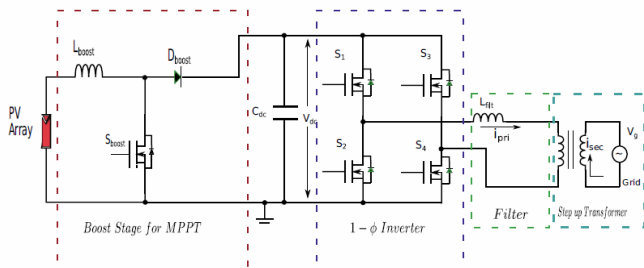 L_boost
D_boost
PV
Array
S_boost
C_dc
V_dc
S_1
S_3
S_2
S_4
L_filt
i_pri
i_sec
V_g
Grid
Boost Stage for MPPT
1-ϕ Inverter
Filter
Step up Transformer